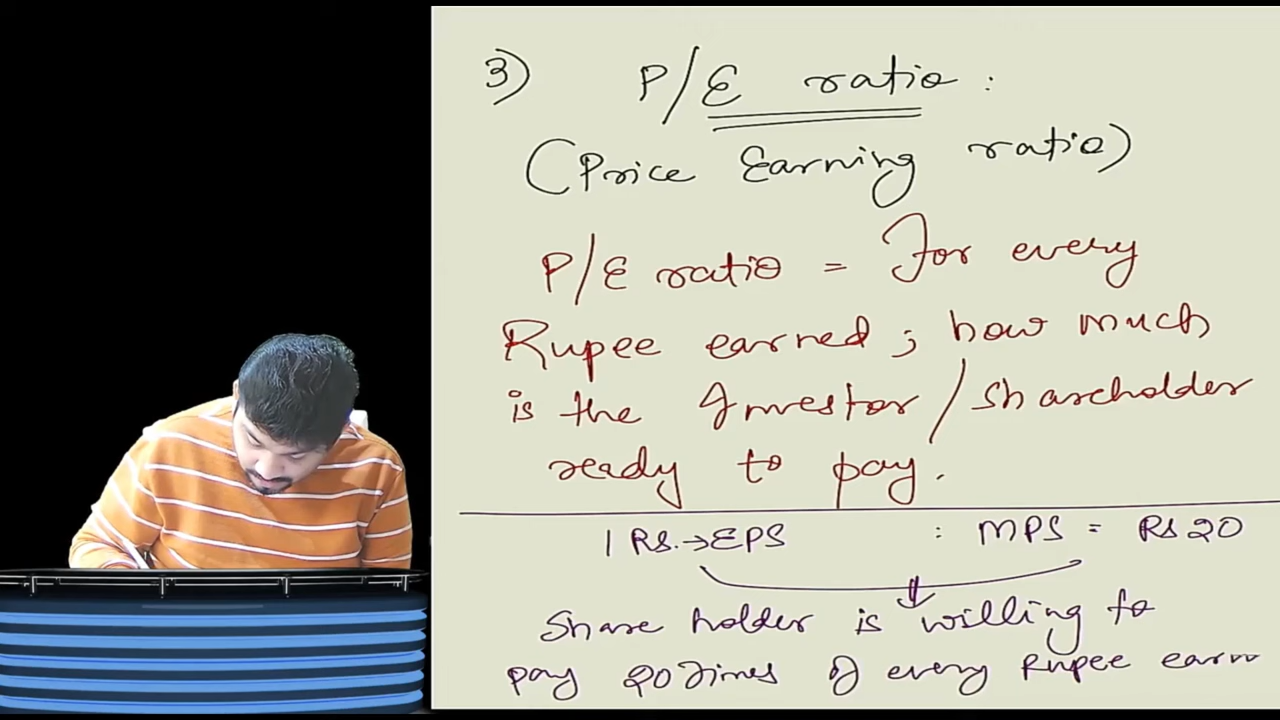 3) P/E ratio :
(Price Earning ratio)
P/E ratio = For every
Rupee earned ; how much
is the Investor / Shareholder
ready to pay .
1 RS. → EPS : MPS = RS 20
Share holder is willing to
pay 20 Times of every Rupee earn